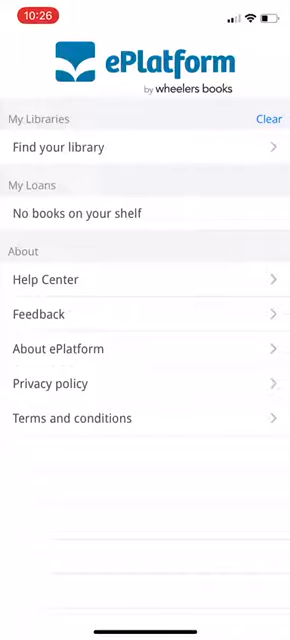 10:26
ePlatform
by wheelers books
My Libraries Clear
Find your library
My Loans
No books on your shelf
About
Help Center
Feedback
About ePlatform
Privacy policy
Terms and conditions